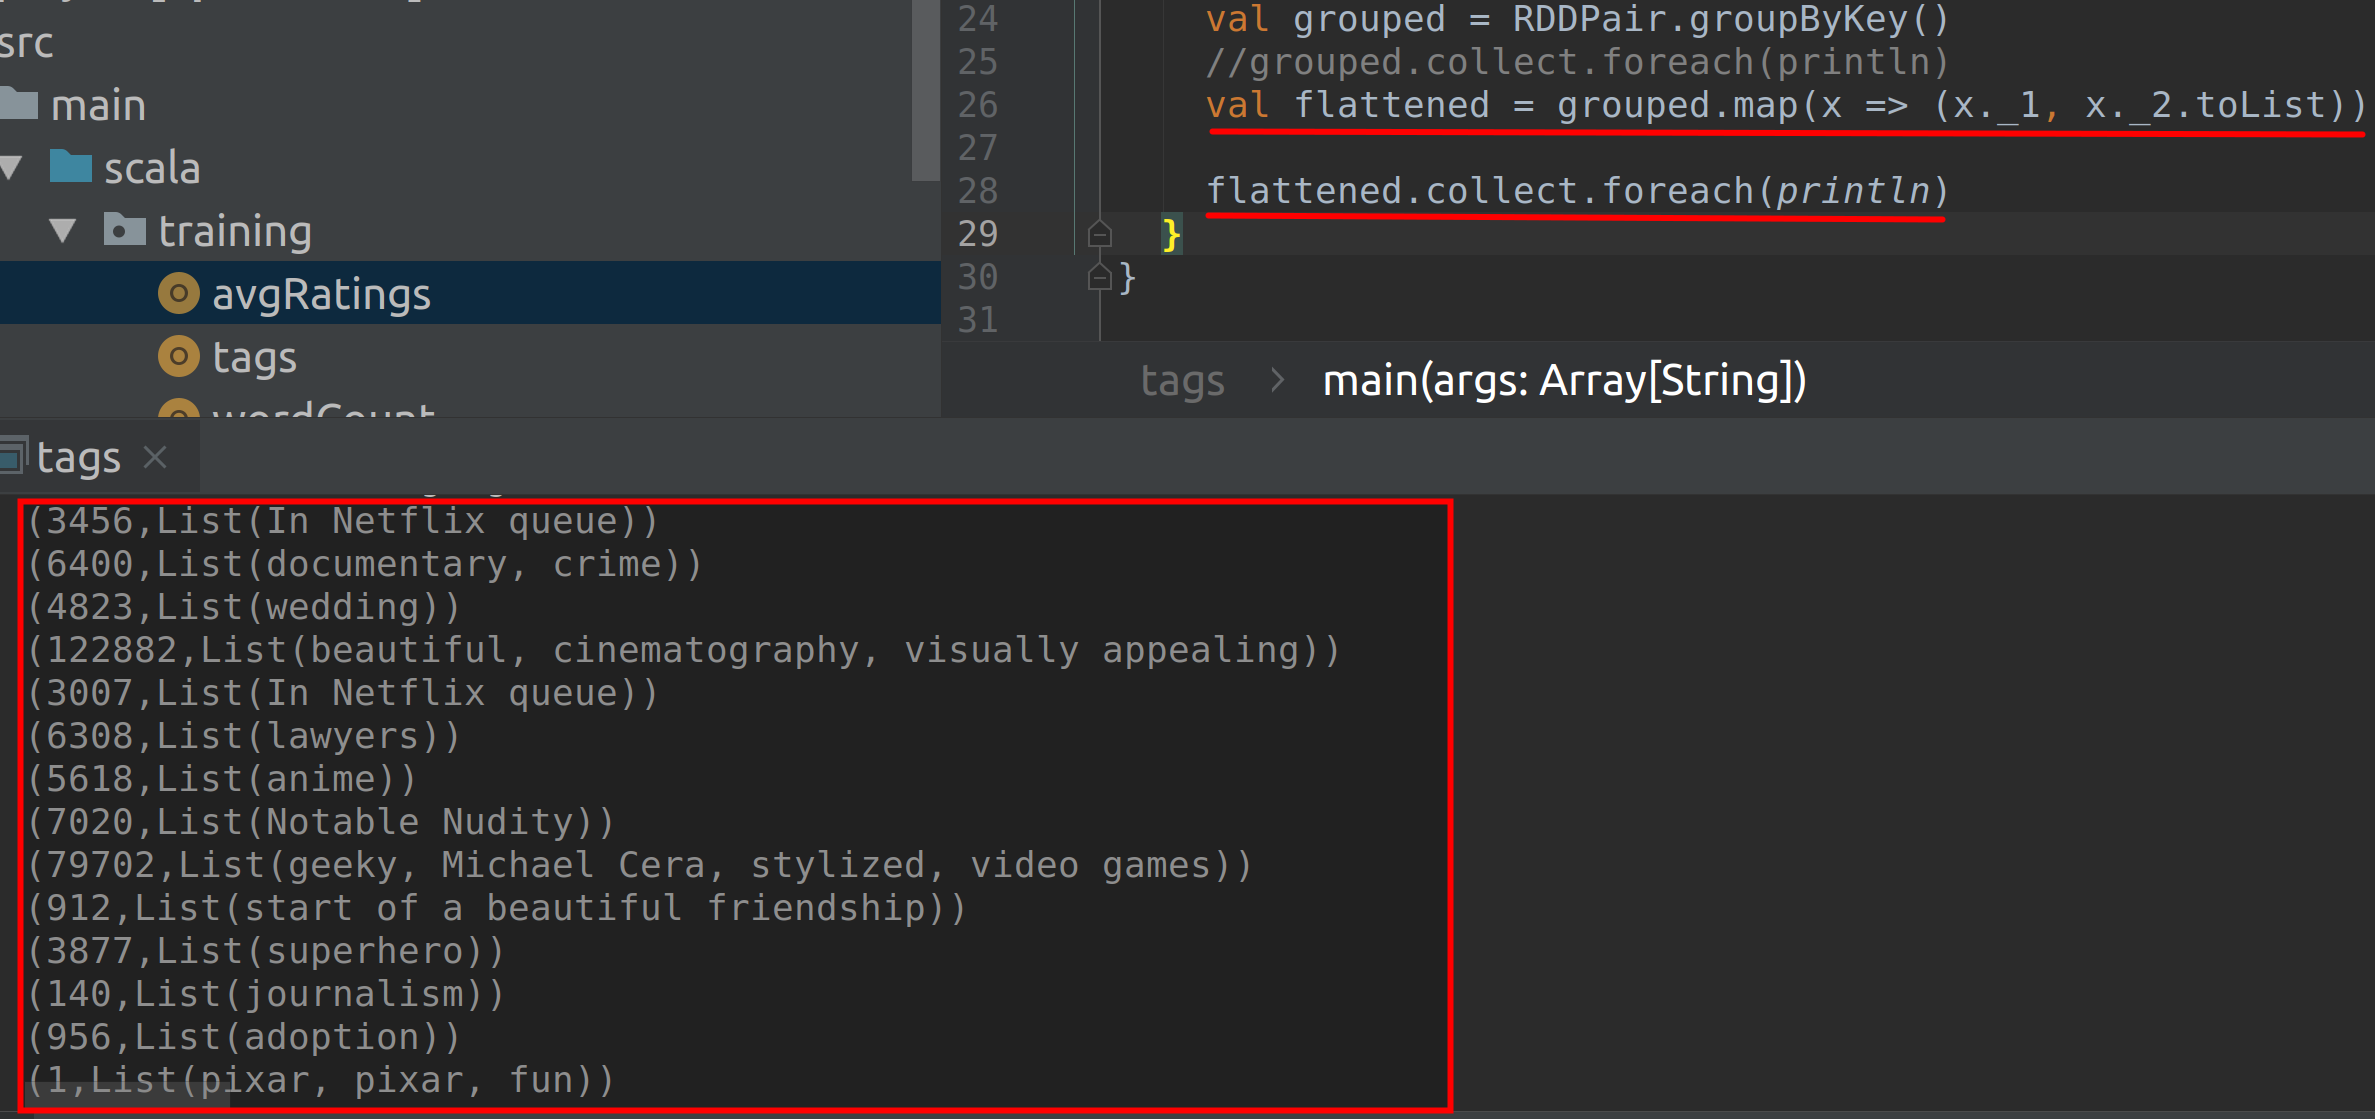 src
main
scala
training
avgRatings
tags
wordCount
24 val grouped = RDDPair.groupByKey()
25 //grouped.collect.foreach(println)
26 val flattened = grouped.map(x => (x._1, x._2.toList))
27
28 flattened.collect.foreach(println)
29 }
30 }
31
tags > main(args: Array[String])
tags ×
(3456,List(In Netflix queue))
(6400,List(documentary, crime))
(4823,List(wedding))
(122882,List(beautiful, cinematography, visually appealing))
(3007,List(In Netflix queue))
(6308,List(lawyers))
(5618,List(anime))
(7020,List(Notable Nudity))
(79702,List(geeky, Michael Cera, stylized, video games))
(912,List(start of a beautiful friendship))
(3877,List(superhero))
(140,List(journalism))
(956,List(adoption))
(1,List(pixar, pixar, fun))